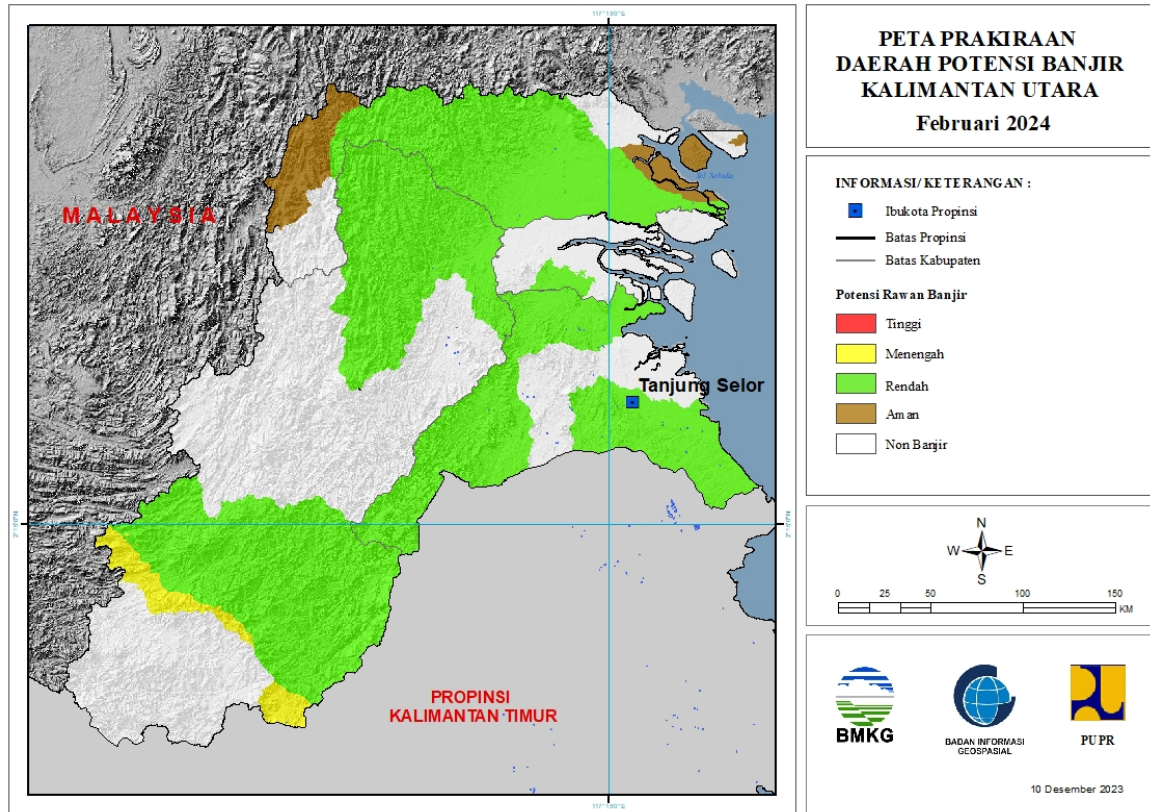 PETA PRAKIRAAN
DAERAH POTENSI BANJIR
KALIMANTAN UTARA
Februari 2024
INFORMASI/ KETERANGAN :
Ibukota Propinsi
Batas Propinsi
Batas Kabupaten
Potensi Rawan Banjir
Tinggi
Menengah
Rendah
Aman
Non Banjir
MALAYSIA
Tanjung Selor
PROPINSI
KALIMANTAN TIMUR
N
W E
S
0 25 50 100 150
KM
BMKG
BADAN INFORMASI
GEOSPASIAL
PUPR
10 Desember 2023